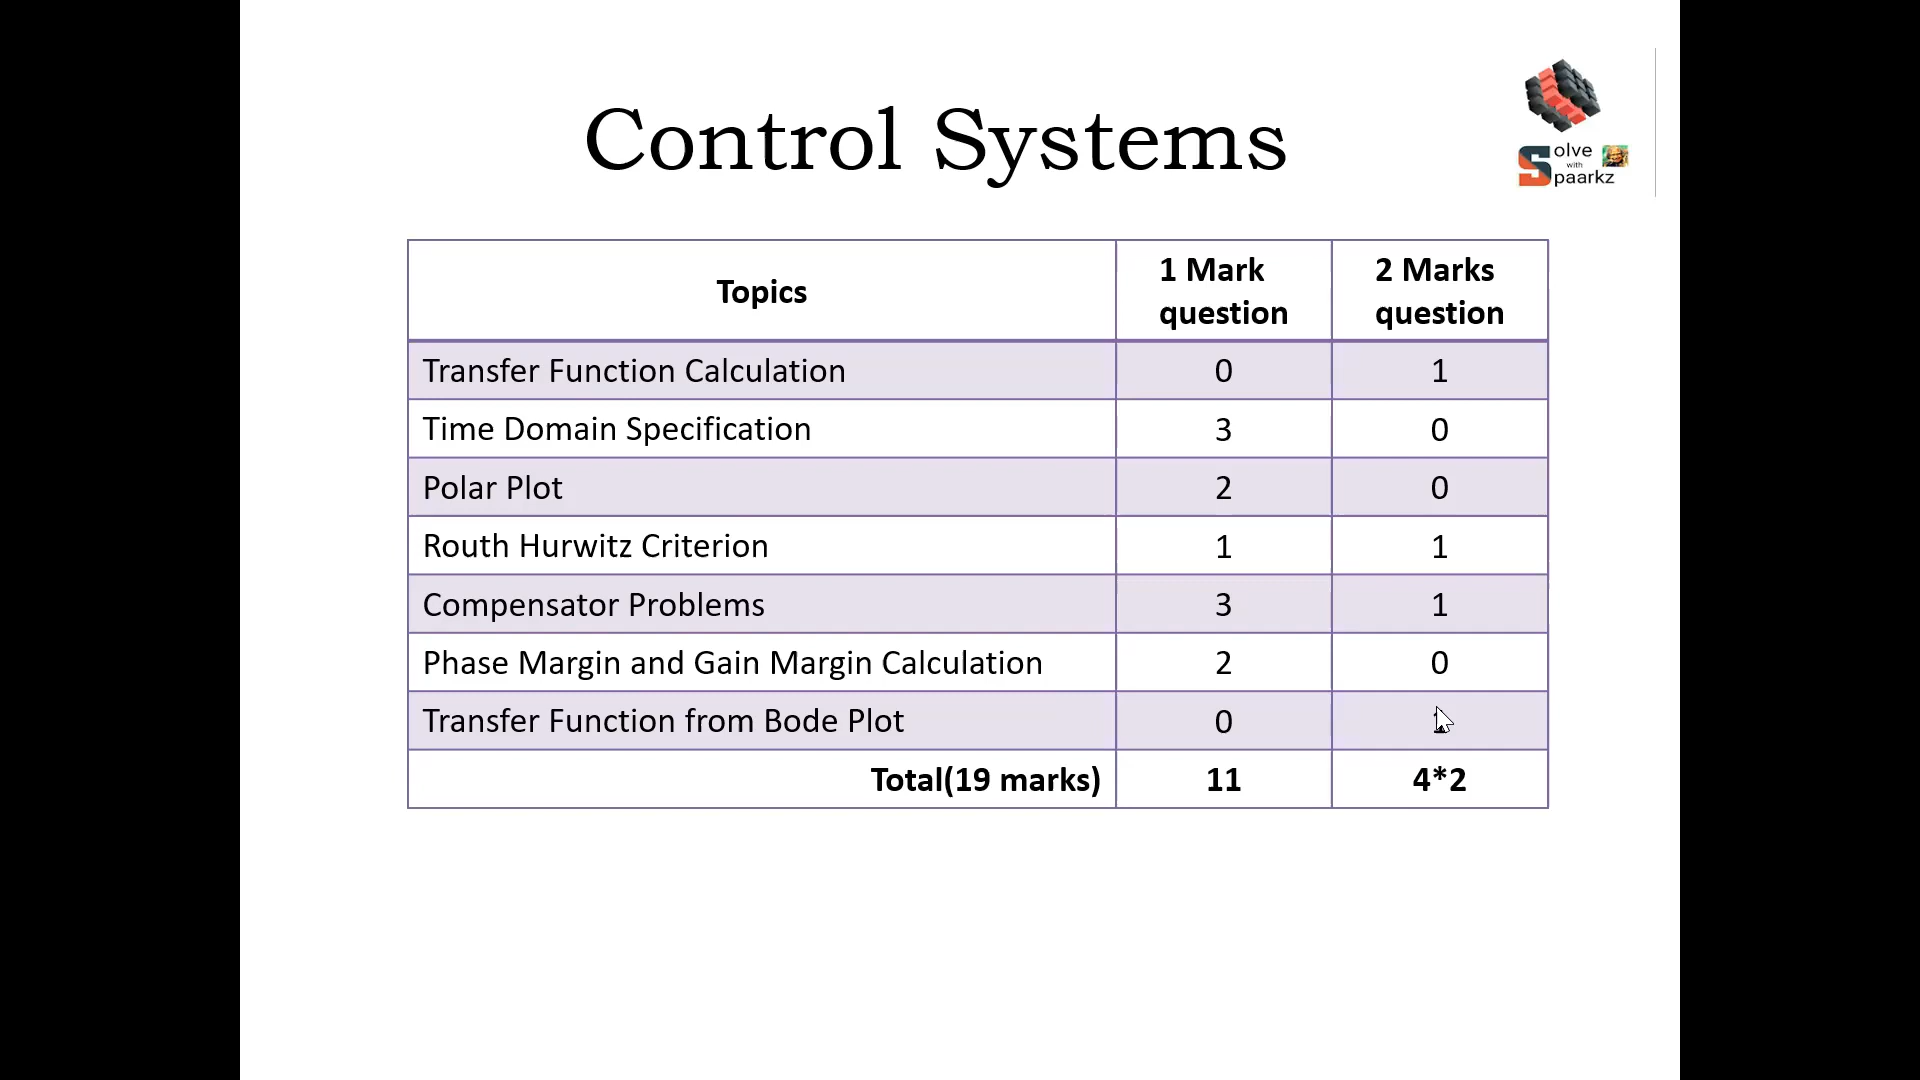 Control Systems
Solve
with
Spaarkz
Topics 1 Mark question 2 Marks question
Transfer Function Calculation 0 1
Time Domain Specification 3 0
Polar Plot 2 0
Routh Hurwitz Criterion 1 1
Compensator Problems 3 1
Phase Margin and Gain Margin Calculation 2 0
Transfer Function from Bode Plot 0
Total(19 marks) 11 4*2